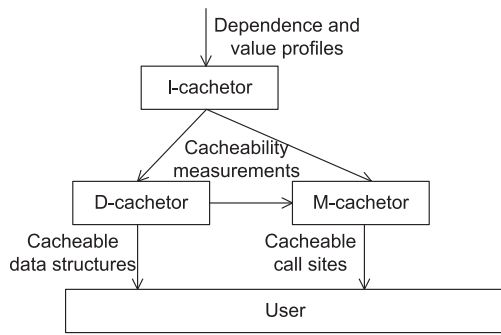 Dependence and
value profiles
I-cachetor
Cacheability
measurements
D-cachetor
M-cachetor
Cacheable
data structures
Cacheable
call sites
User